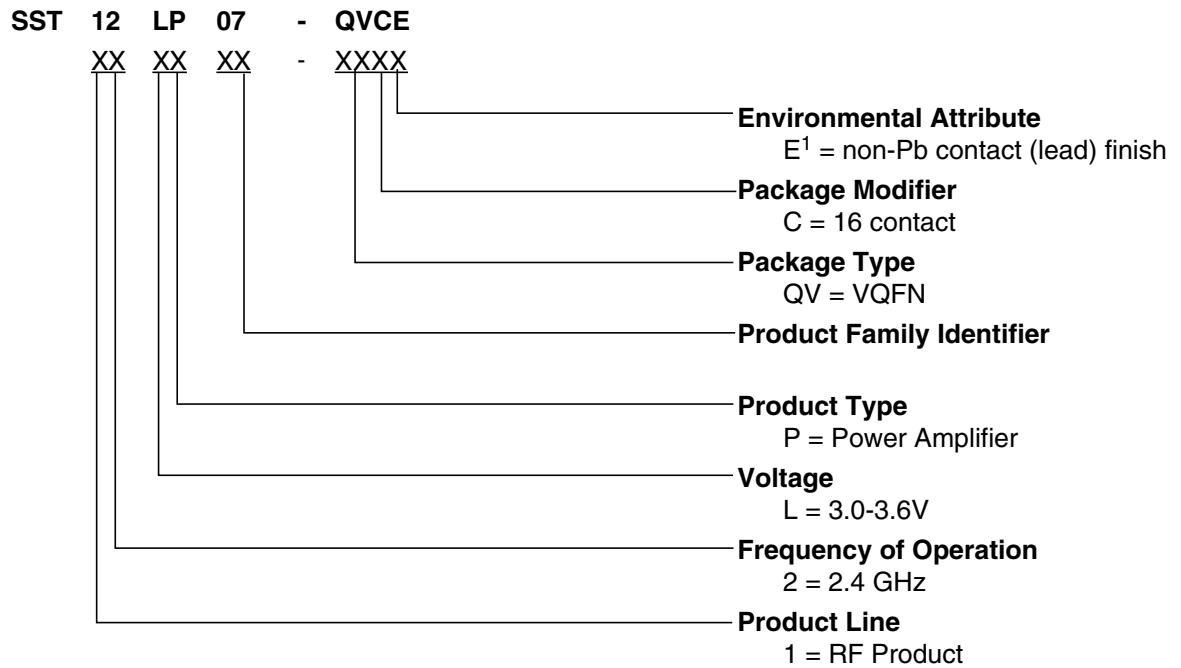 SST 12 LP 07 - QVCE
XX XX XX - XXXX
Environmental Attribute
E1 = non-Pb contact (lead) finish
Package Modifier
C = 16 contact
Package Type
QV = VQFN
Product Family Identifier
Product Type
P = Power Amplifier
Voltage
L = 3.0-3.6V
Frequency of Operation
2 = 2.4 GHz
Product Line
1 = RF Product